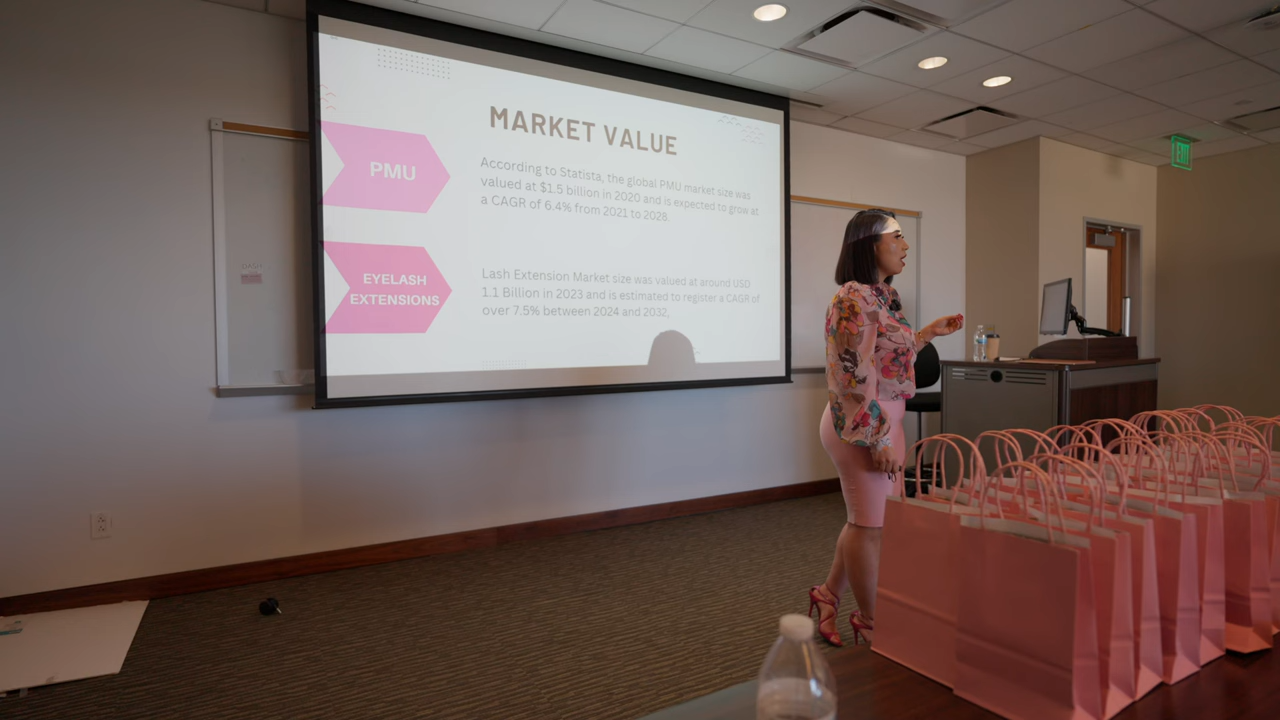 MARKET VALUE
PMU
According to Statista, the global PMU market size was
valued at $1.5 billion in 2020 and is expected to grow at
a CAGR of 6.4% from 2021 to 2028.
EYELASH
EXTENSIONS
Lash Extension Market size was valued at around USD
1.1 Billion in 2023 and is estimated to register a CAGR of
over 7.5% between 2024 and 2032,
EXIT